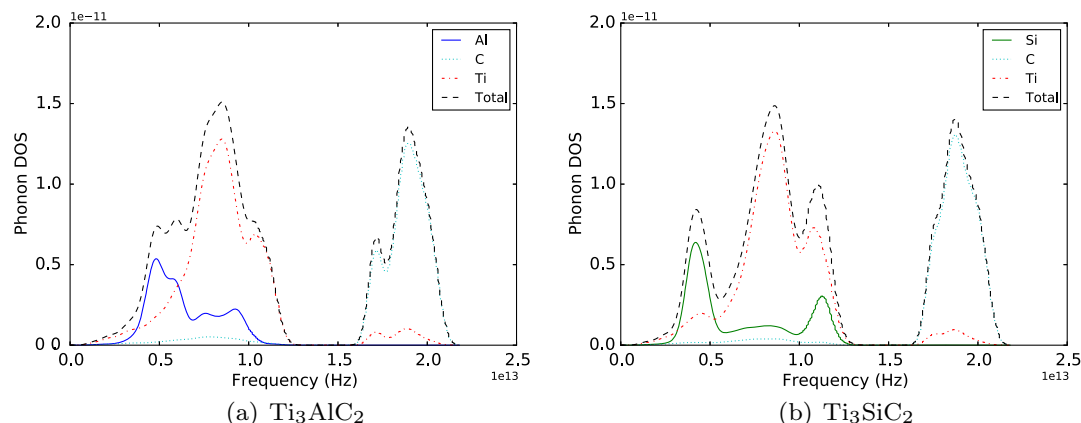 1e−11
2.0
1.5
1.0
0.5
0.0
Phonon DOS
Al
C
Ti
Total
0.0 0.5 1.0 1.5 2.0 2.5
Frequency (Hz)
1e13
(a) Ti₃AlC₂
1e−11
2.0
1.5
1.0
0.5
0.0
Phonon DOS
Si
C
Ti
Total
0.0 0.5 1.0 1.5 2.0 2.5
Frequency (Hz)
1e13
(b) Ti₃SiC₂